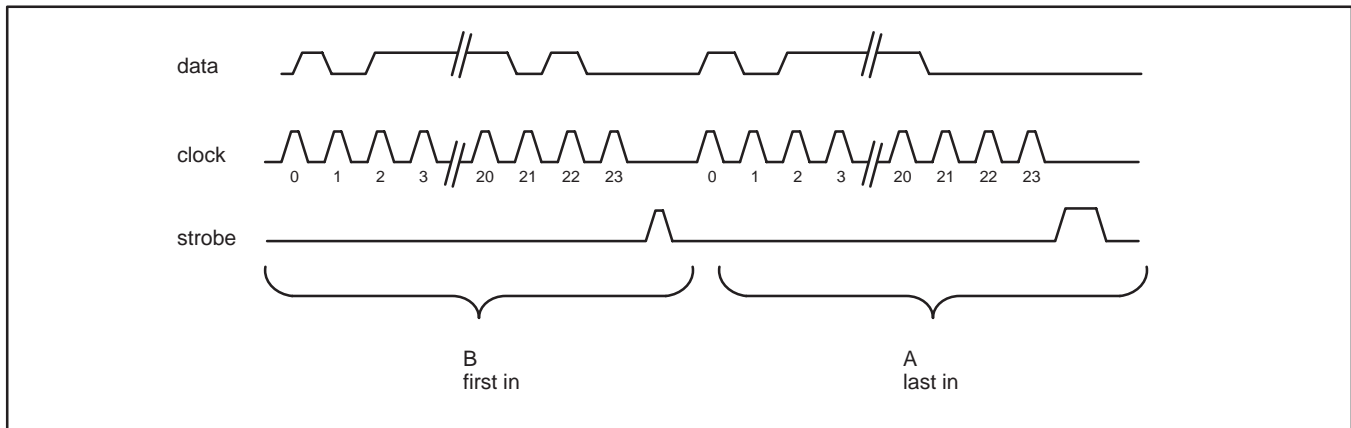 data
clock
0 1 2 3 20 21 22 23 0 1 2 3 20 21 22 23
strobe
B
first in
A
last in